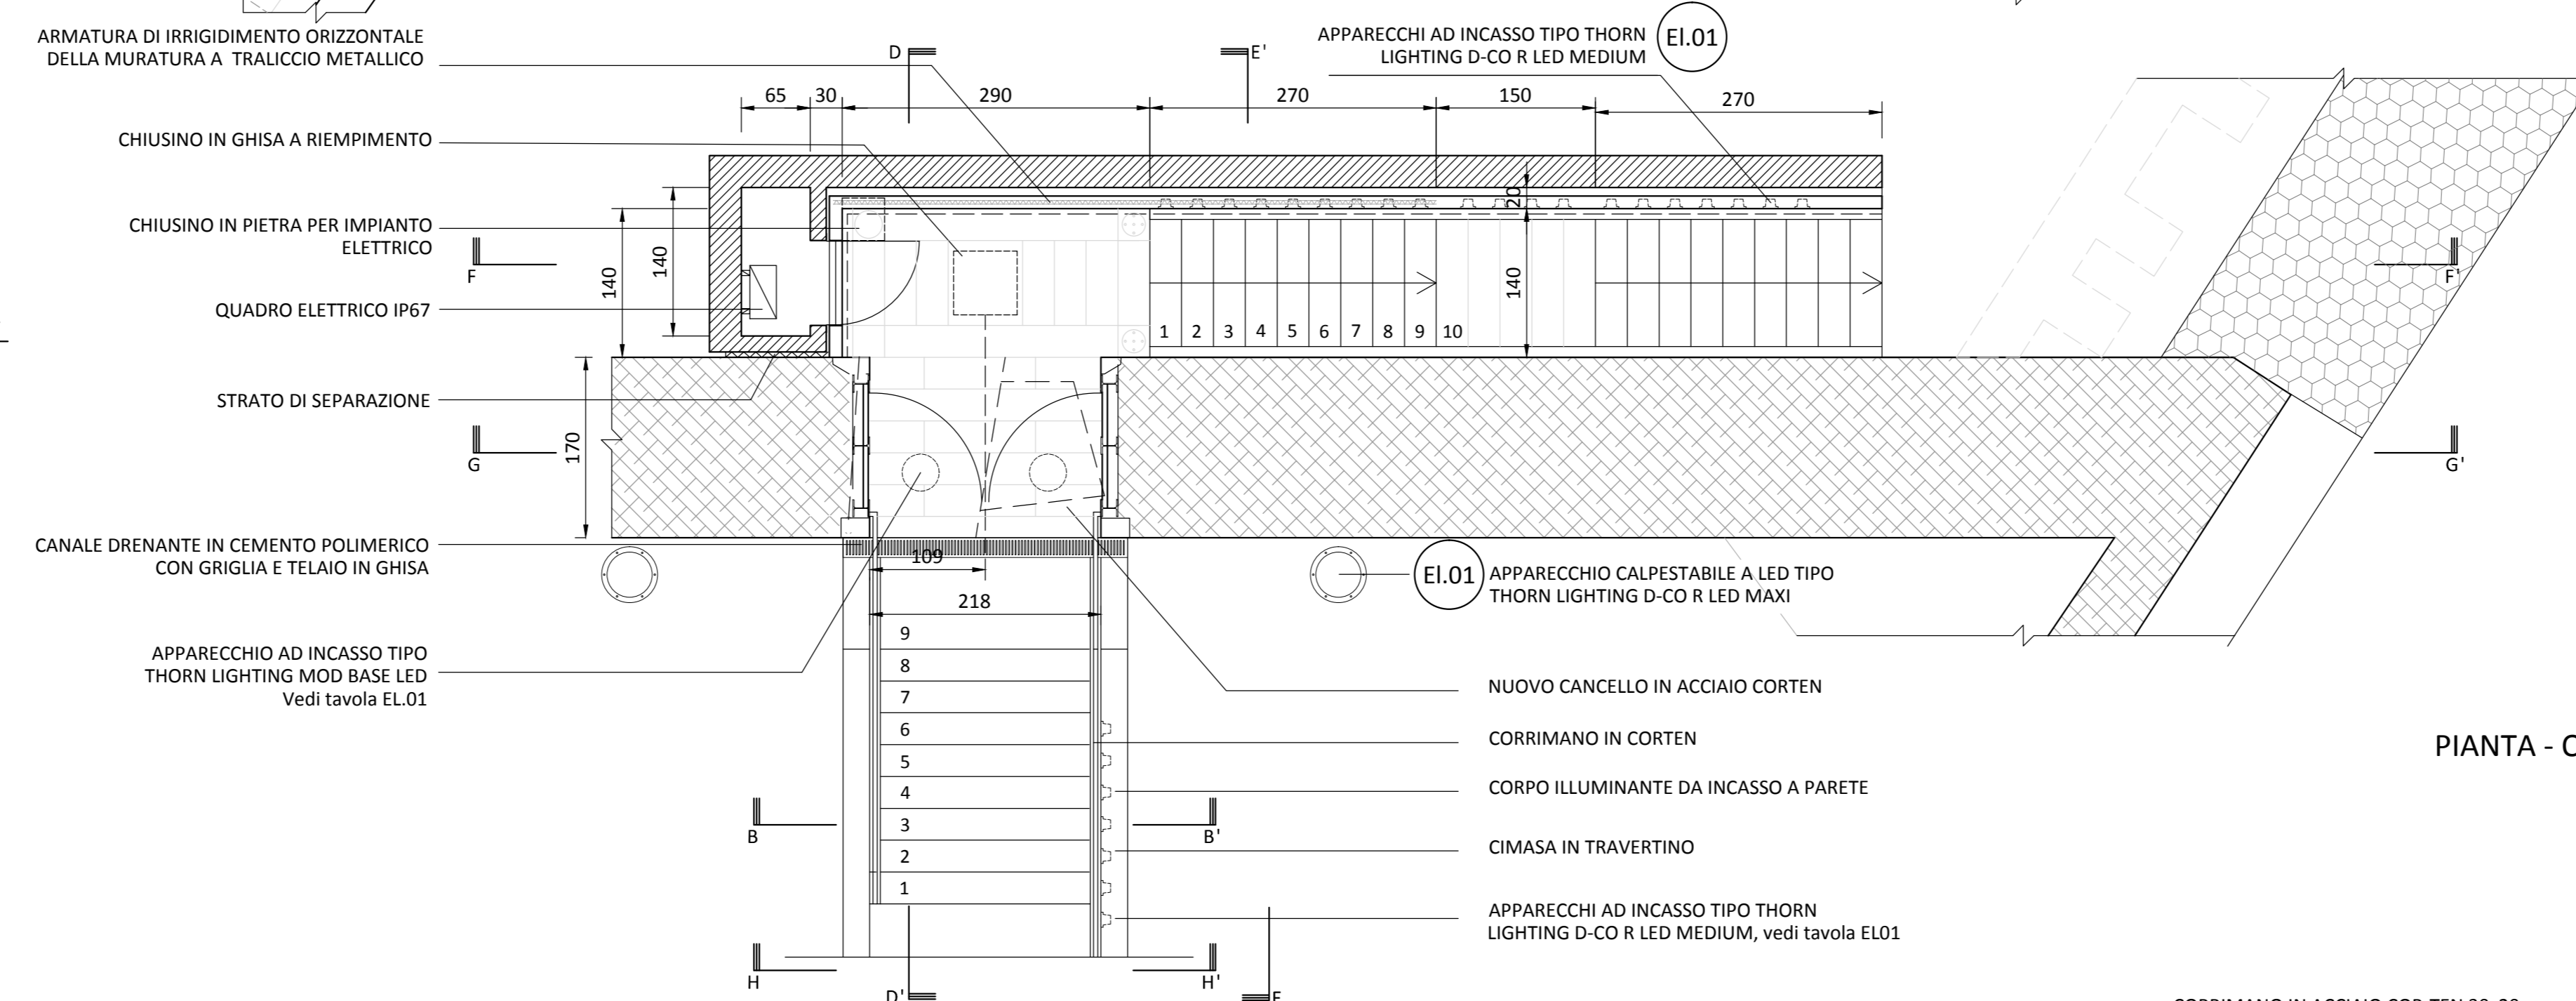 ARMATURA DI IRRIGIDIMENTO ORIZZONTALE
DELLA MURATURA A TRALICCIO METALLICO
CHIUSINO IN GHISA A RIEMPIMENTO
CHIUSINO IN PIETRA PER IMPIANTO
ELETTRICO
QUADRO ELETTRICO IP67
STRATO DI SEPARAZIONE
CANALE DRENANTE IN CEMENTO POLIMERICO
CON GRIGLIA E TELAIO IN GHISA
APPARECCHIO AD INCASSO TIPO
THORN LIGHTING MOD BASE LED
Vedi tavola EL.01
D
E'
APPARECCHI AD INCASSO TIPO THORN
LIGHTING D-CO R LED MEDIUM
El.01
65
30
290
270
150
270
20
140
140
140
170
F
F'
G
G'
1 2 3 4 5 6 7 8 9 10
109
218
9
8
7
6
5
4
3
2
1
El.01
APPARECCHIO CALPESTABILE A LED TIPO
THORN LIGHTING D-CO R LED MAXI
NUOVO CANCELLO IN ACCIAIO CORTEN
CORRIMANO IN CORTEN
CORPO ILLUMINANTE DA INCASSO A PARETE
CIMASA IN TRAVERTINO
APPARECCHI AD INCASSO TIPO THORN
LIGHTING D-CO R LED MEDIUM, vedi tavola EL01
B
B'
H
H'
D'
PIANTA -